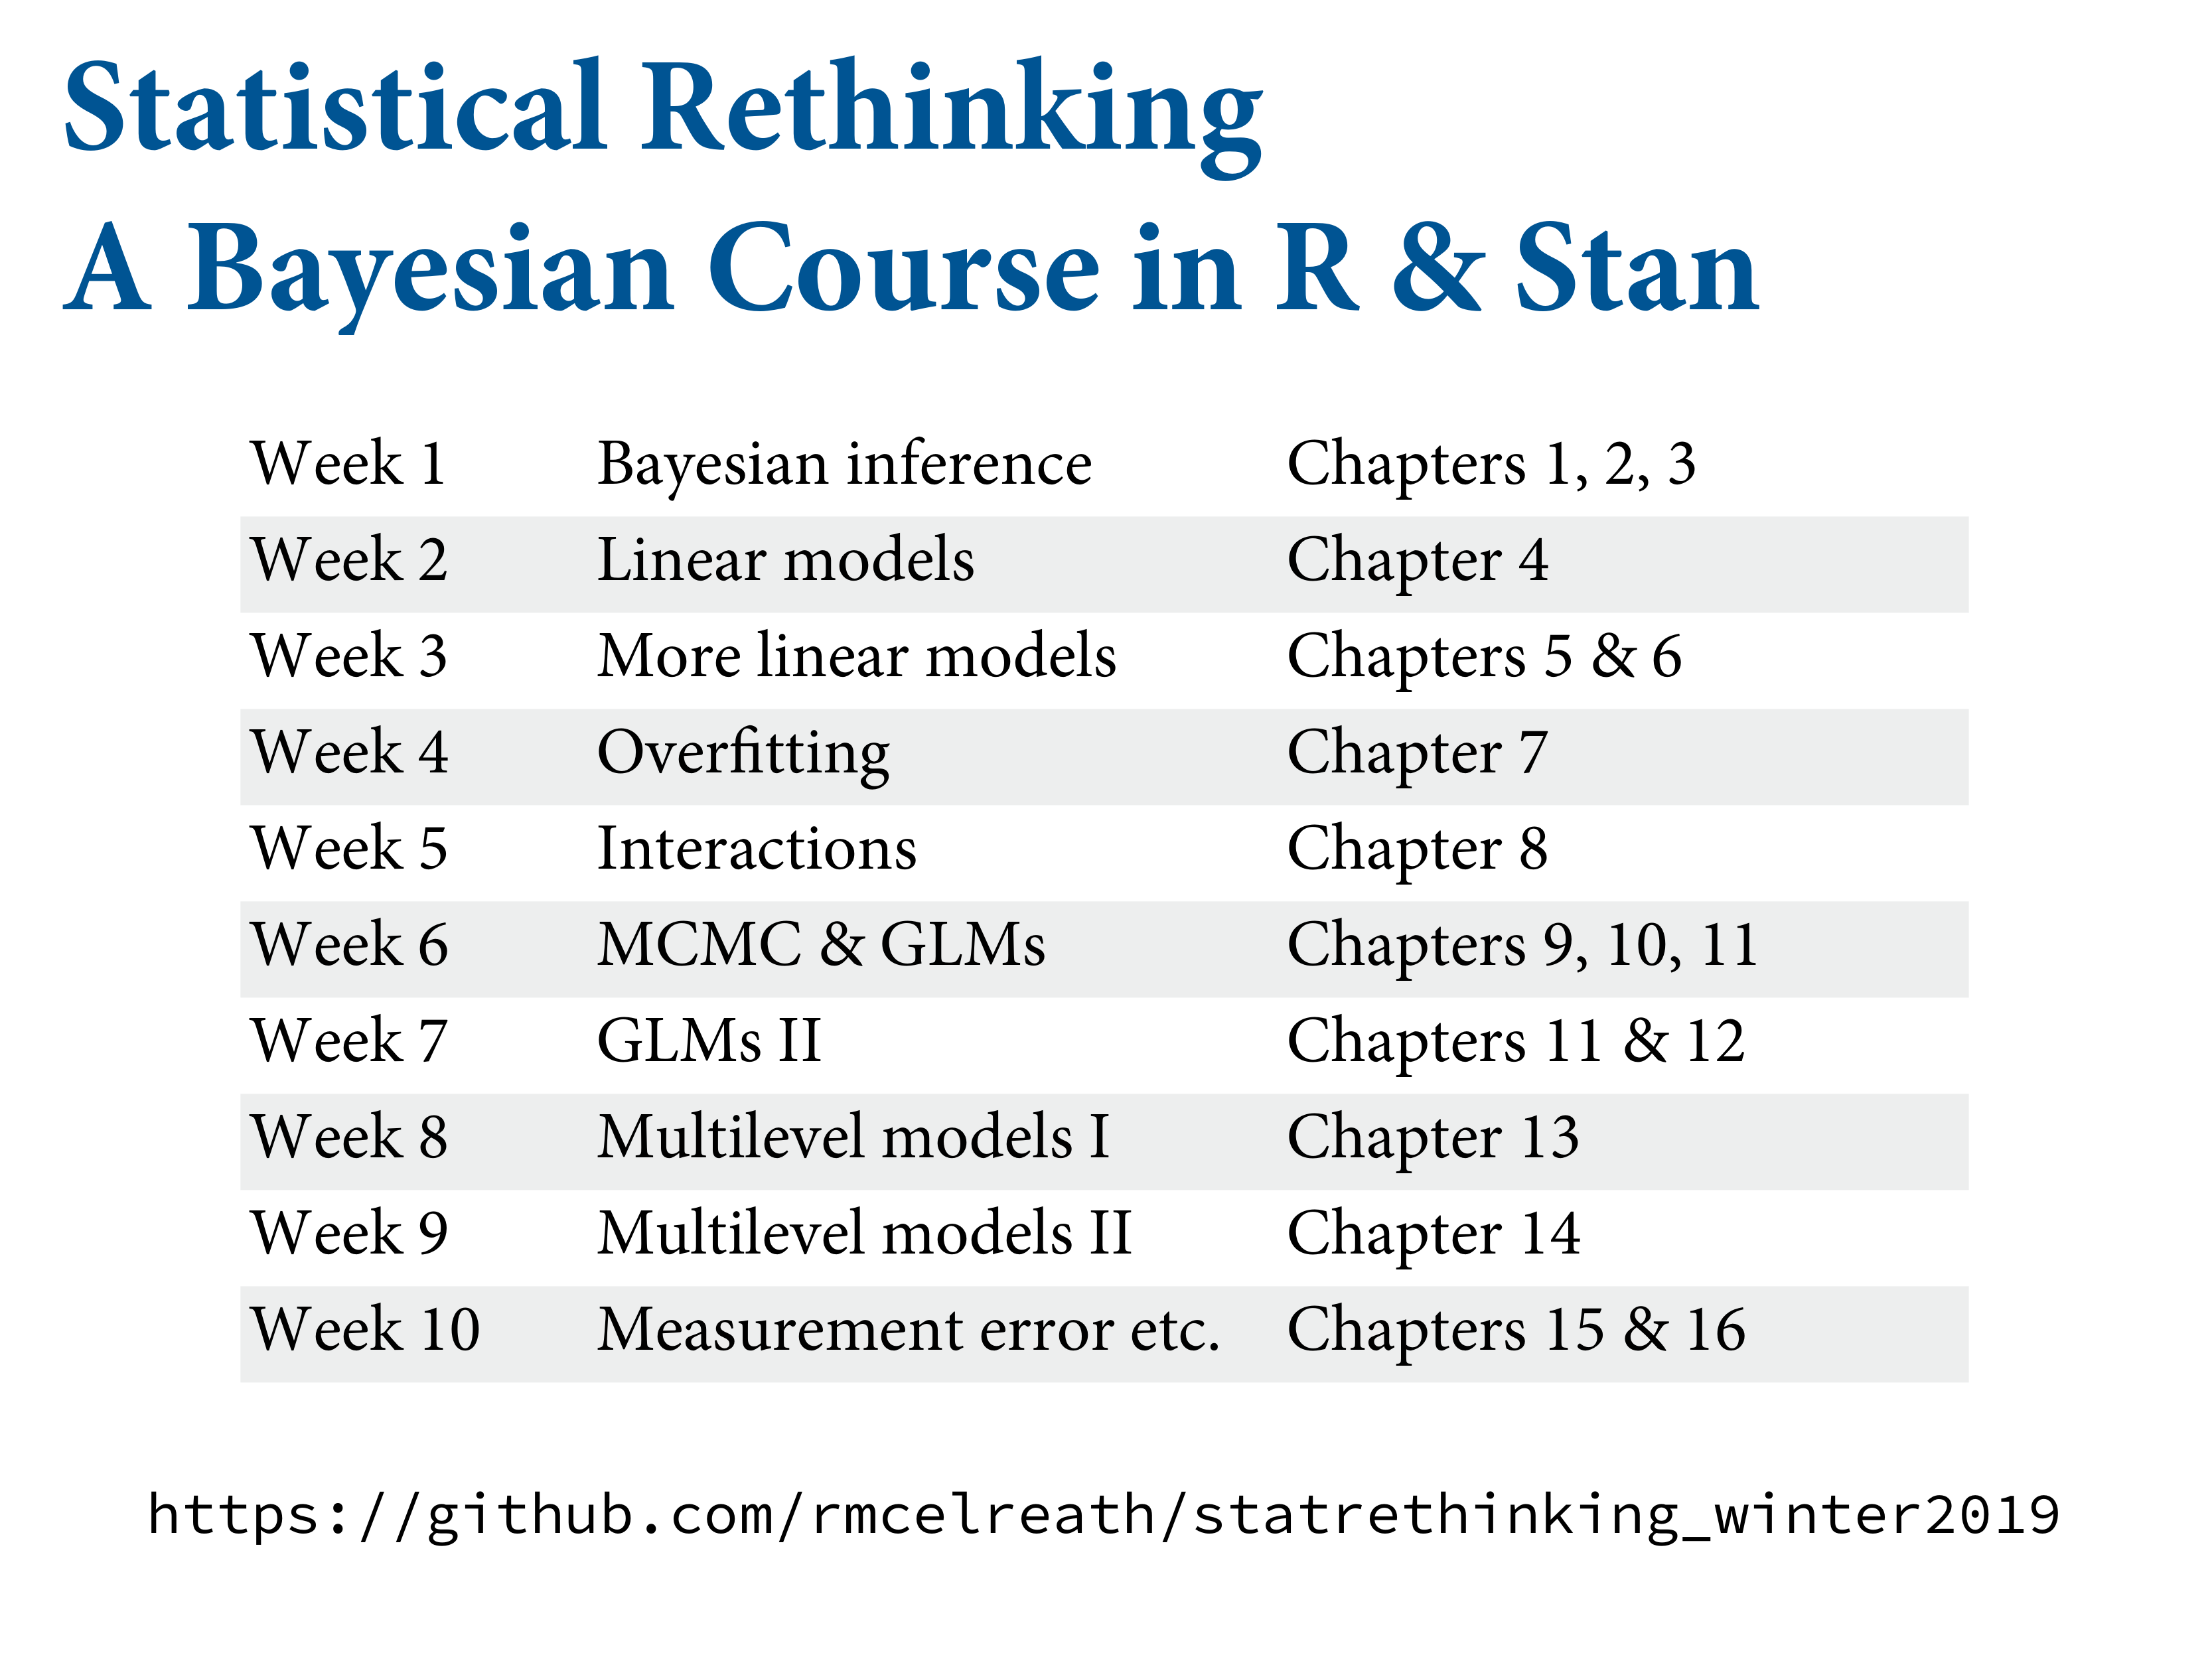 Statistical Rethinking
A Bayesian Course in R & Stan
Week 1 Bayesian inference Chapters 1, 2, 3
Week 2 Linear models Chapter 4
Week 3 More linear models Chapters 5 & 6
Week 4 Overfitting Chapter 7
Week 5 Interactions Chapter 8
Week 6 MCMC & GLMs Chapters 9, 10, 11
Week 7 GLMs II Chapters 11 & 12
Week 8 Multilevel models I Chapter 13
Week 9 Multilevel models II Chapter 14
Week 10 Measurement error etc. Chapters 15 & 16
https://github.com/rmcelreath/statrethinking_winter2019